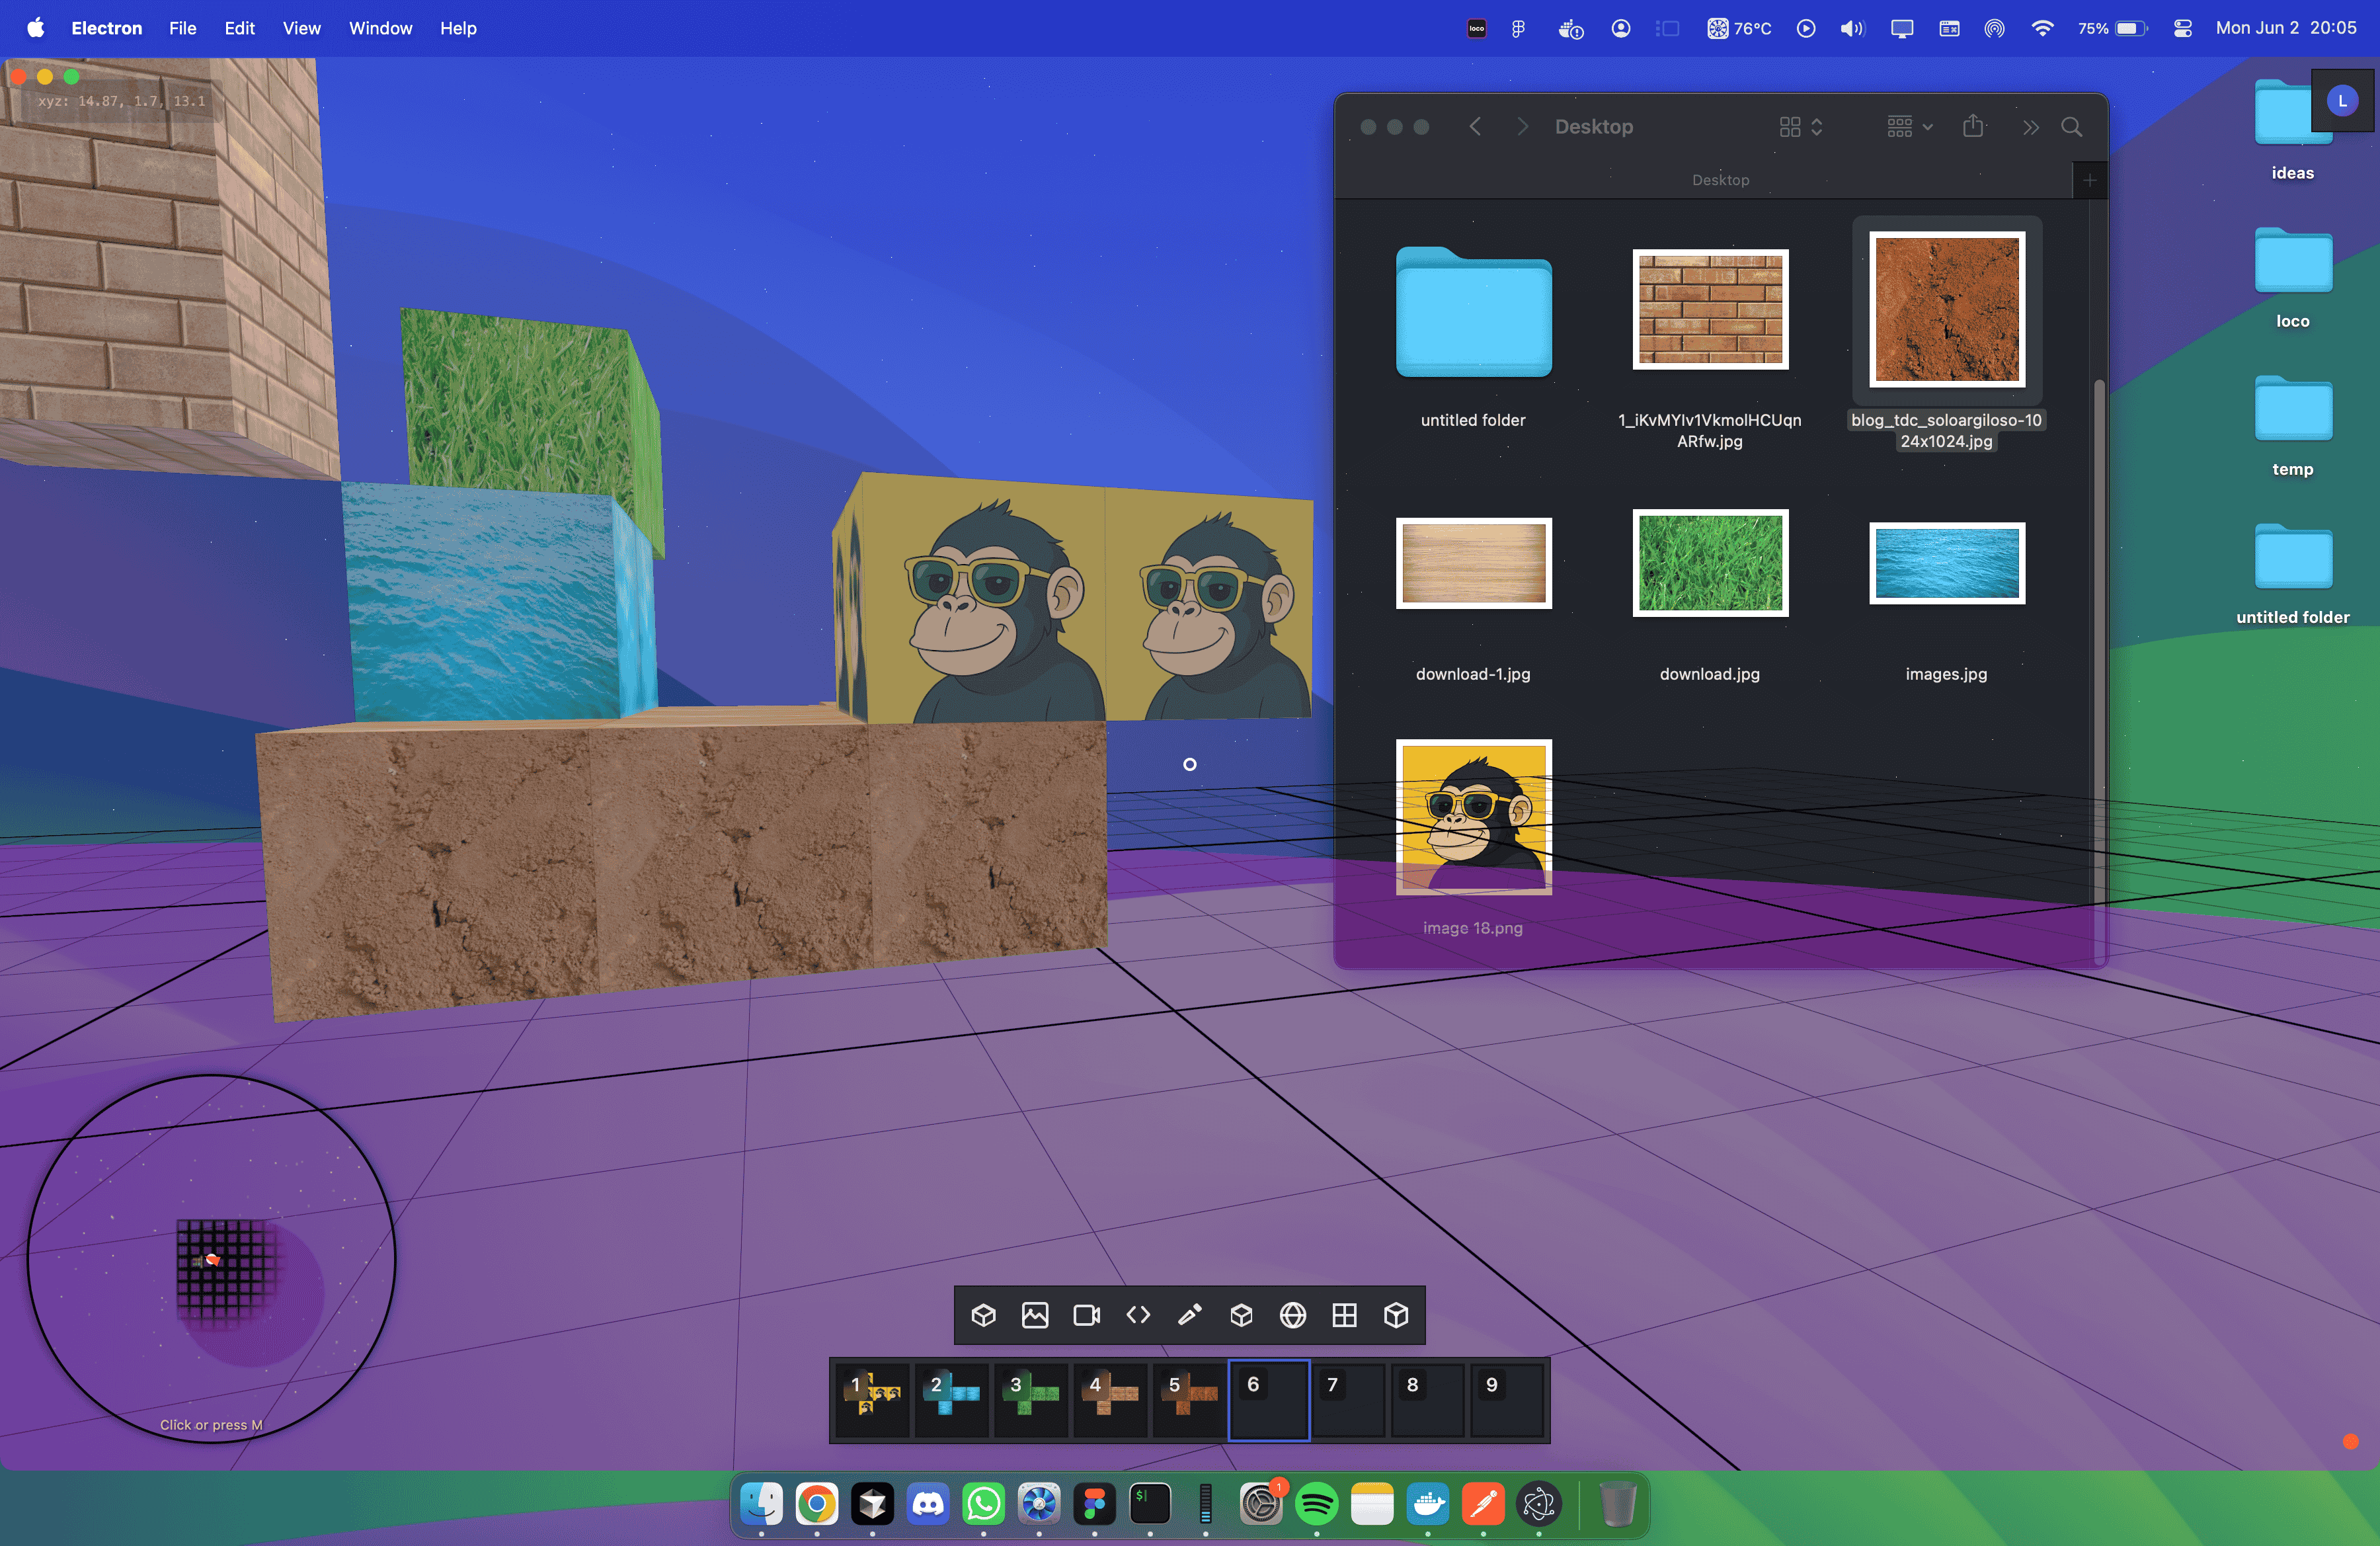 Electron File Edit View Window Help
loco 76°C 75% Mon Jun 2 20:05
xyz: 14.87, 1.7, 13.1
Desktop
Desktop
L
ideas
loco
temp
untitled folder
untitled folder
1_iKvMYIv1VkmolHCUqn
ARfw.jpg
blog_tdc_soloargiloso-10
24x1024.jpg
download-1.jpg
download.jpg
images.jpg
image 18.png
Click or press M
1 2 3 4 5 6 7 8 9
$
1